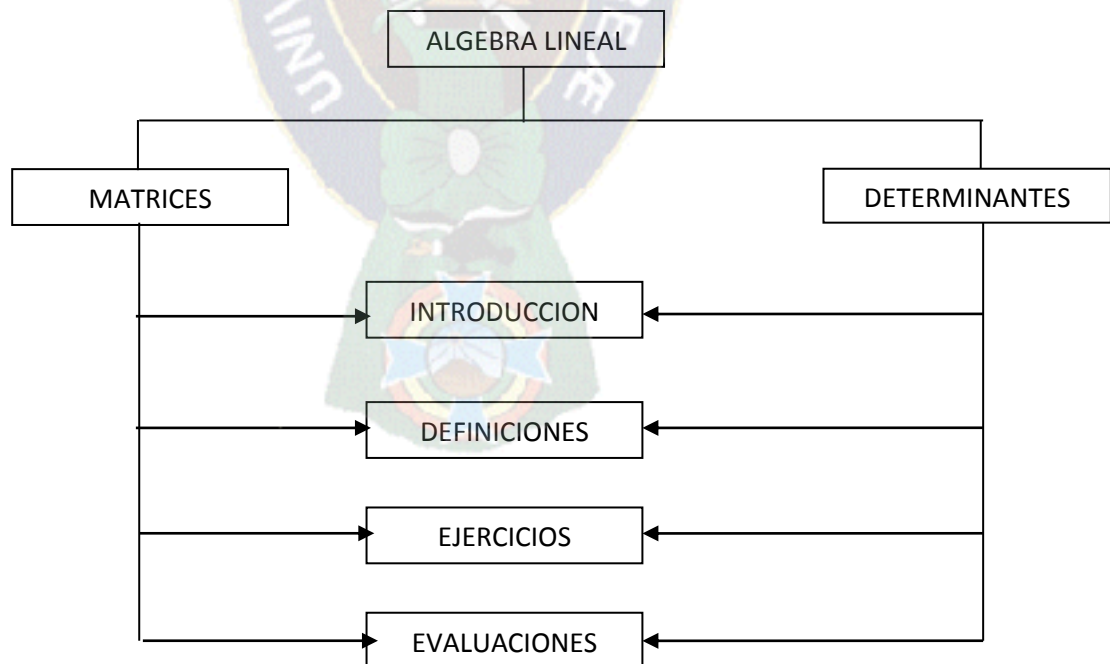 ALGEBRA LINEAL
MATRICES
DETERMINANTES
INTRODUCCION
DEFINICIONES
EJERCICIOS
EVALUACIONES